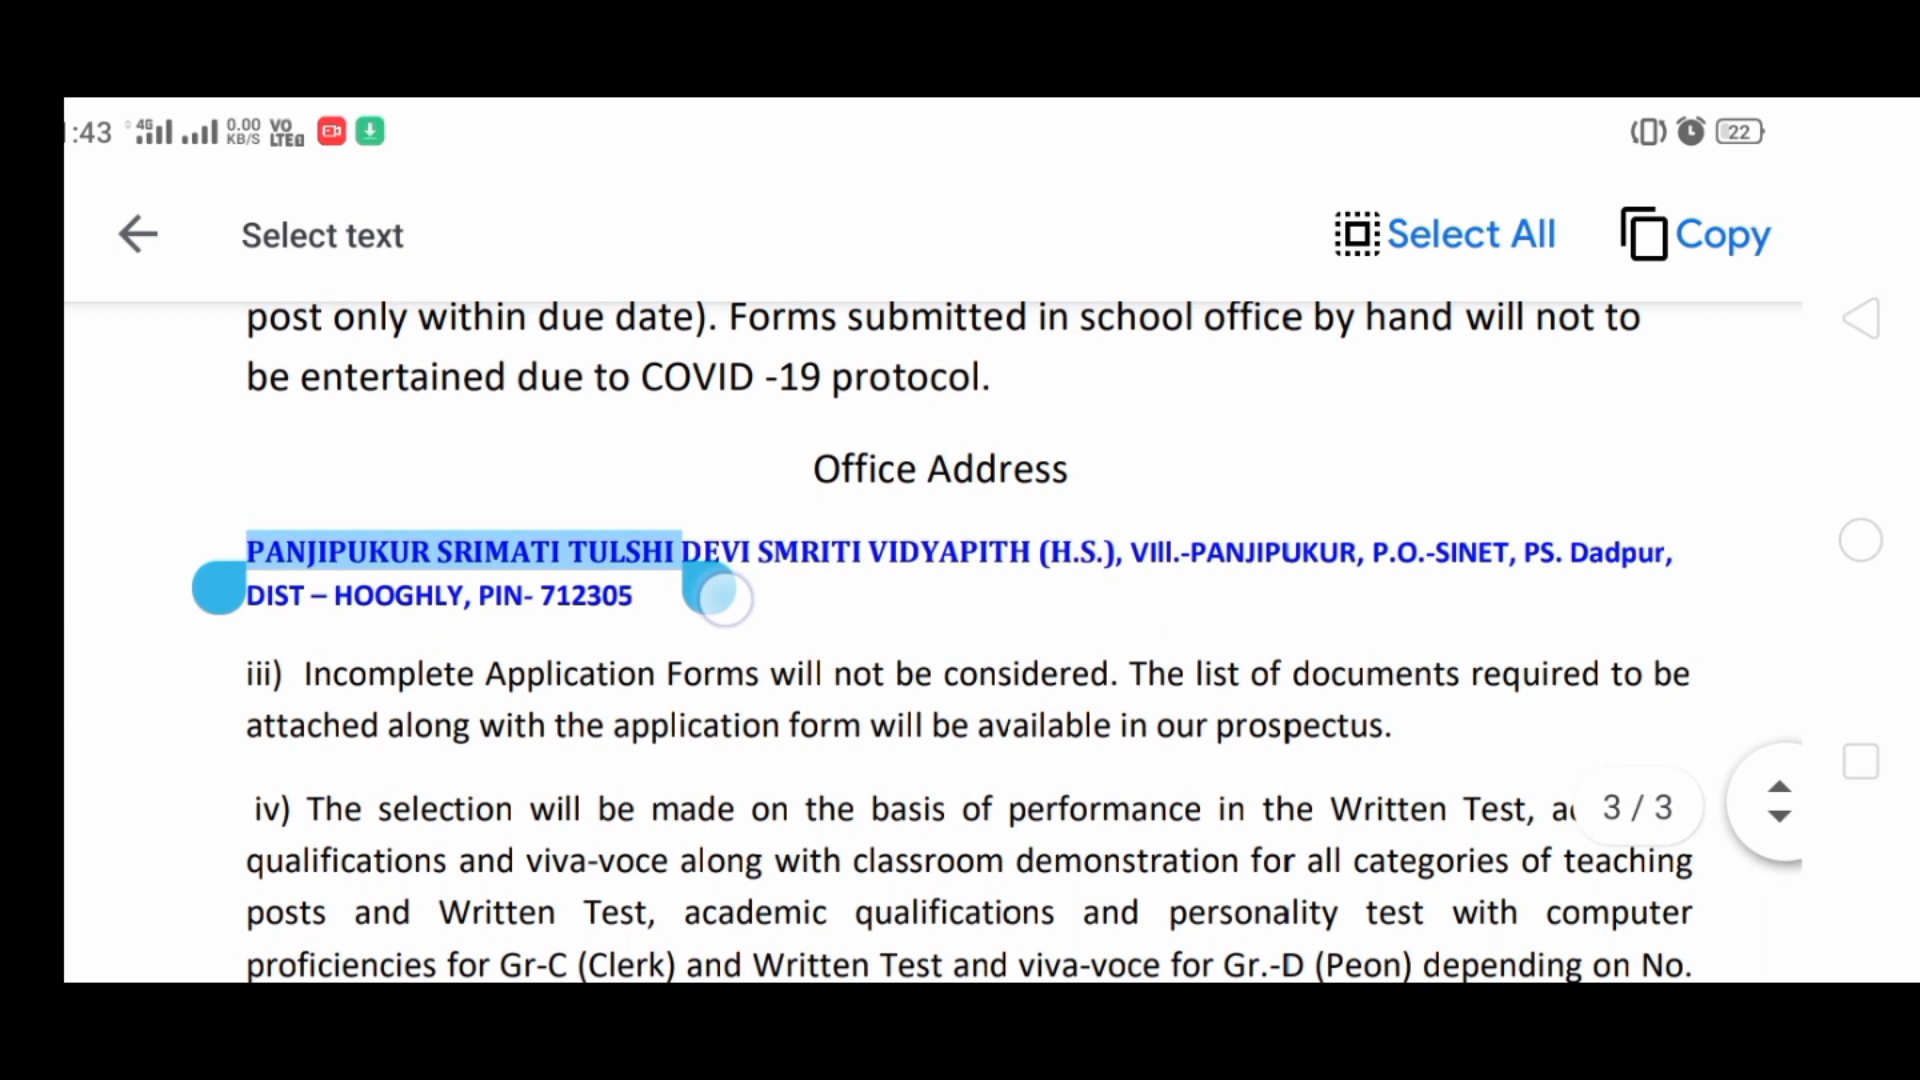 :43 4G 0.00 KB/S VO LTE 22
Select text Select All Copy
post only within due date). Forms submitted in school office by hand will not to
be entertained due to COVID -19 protocol.
Office Address
PANJIPUKUR SRIMATI TULSHI DEVI SMRITI VIDYAPITH (H.S.), VIll.-PANJIPUKUR, P.O.-SINET, PS. Dadpur,
DIST – HOOGHLY, PIN- 712305
iii) Incomplete Application Forms will not be considered. The list of documents required to be
attached along with the application form will be available in our prospectus.
iv) The selection will be made on the basis of performance in the Written Test,
3 / 3
qualifications and viva-voce along with classroom demonstration for all categories of teaching
posts and Written Test, academic qualifications and personality test with computer
proficiencies for Gr-C (Clerk) and Written Test and viva-voce for Gr.-D (Peon) depending on No.